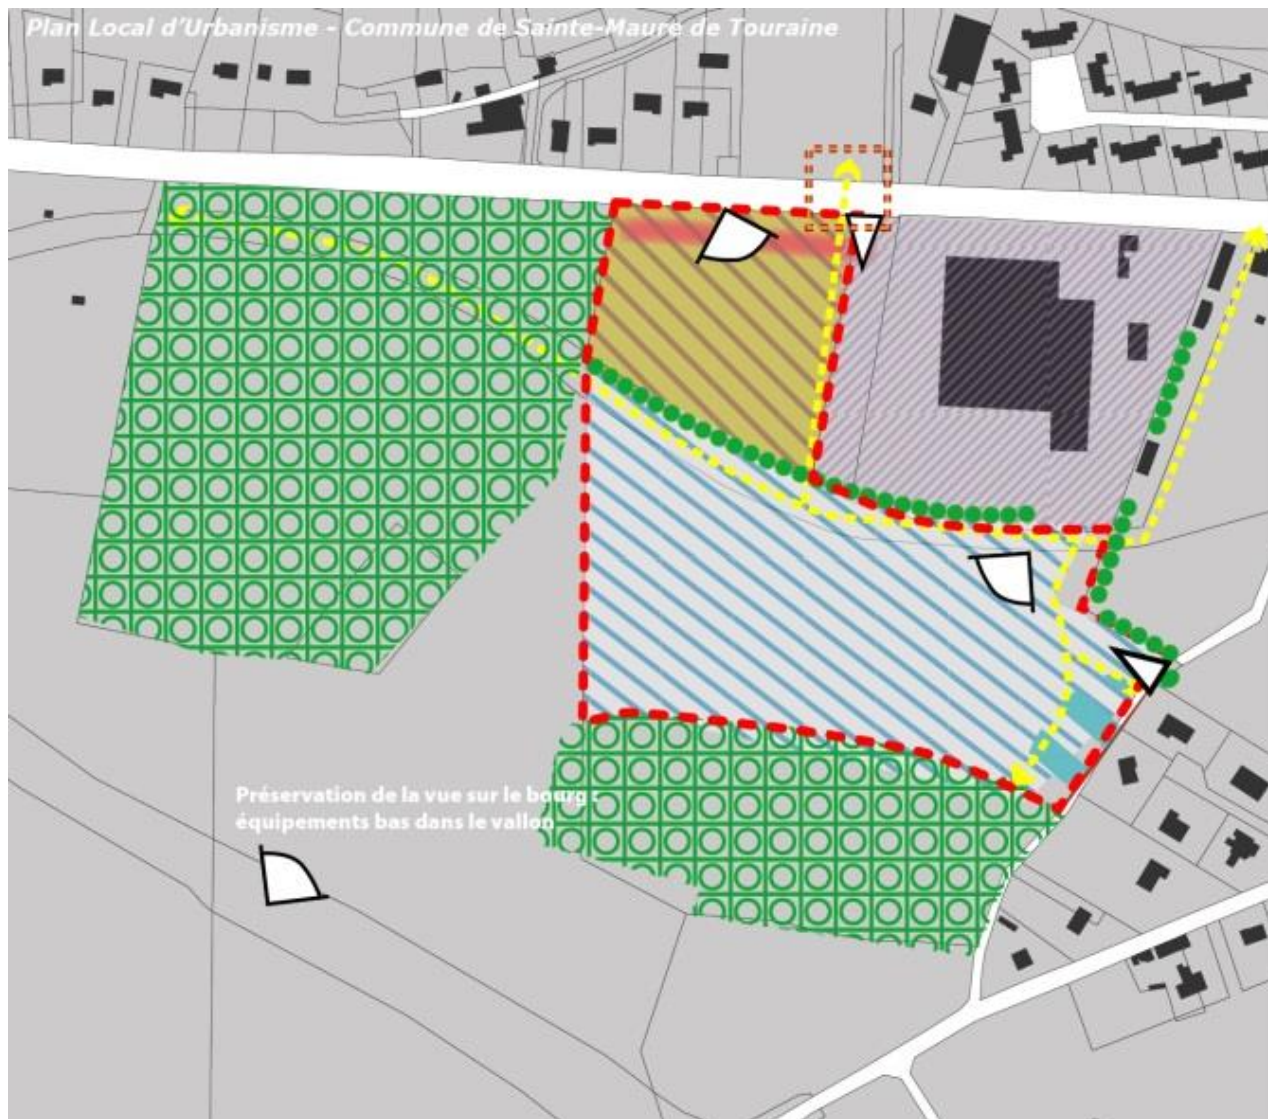 Plan Local d'Urbanisme - Commune de Sainte-Maure de Touraine
Préservation de la vue sur le bourg :
équipements bas dans le vallon